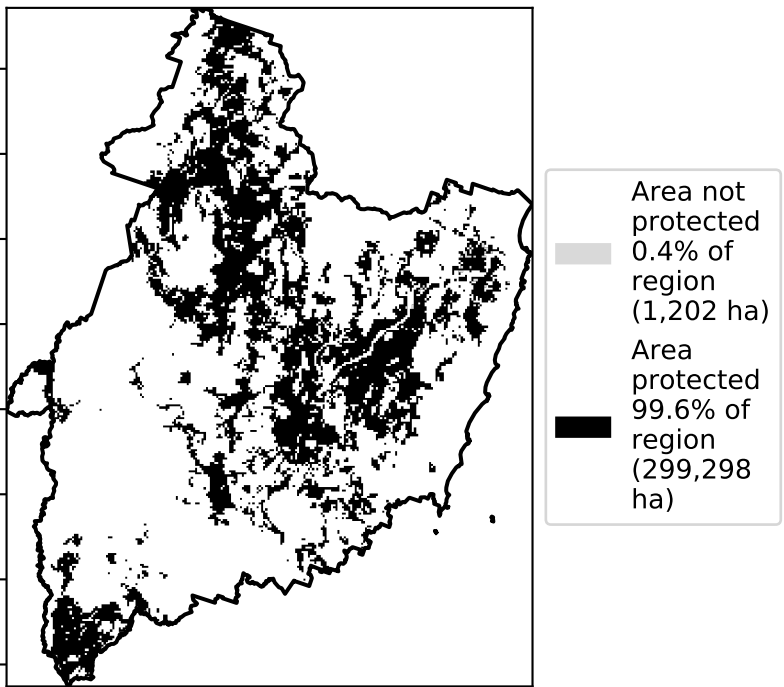 Area not
protected
0.4% of
region
(1,202 ha)
Area
protected
99.6% of
region
(299,298
ha)